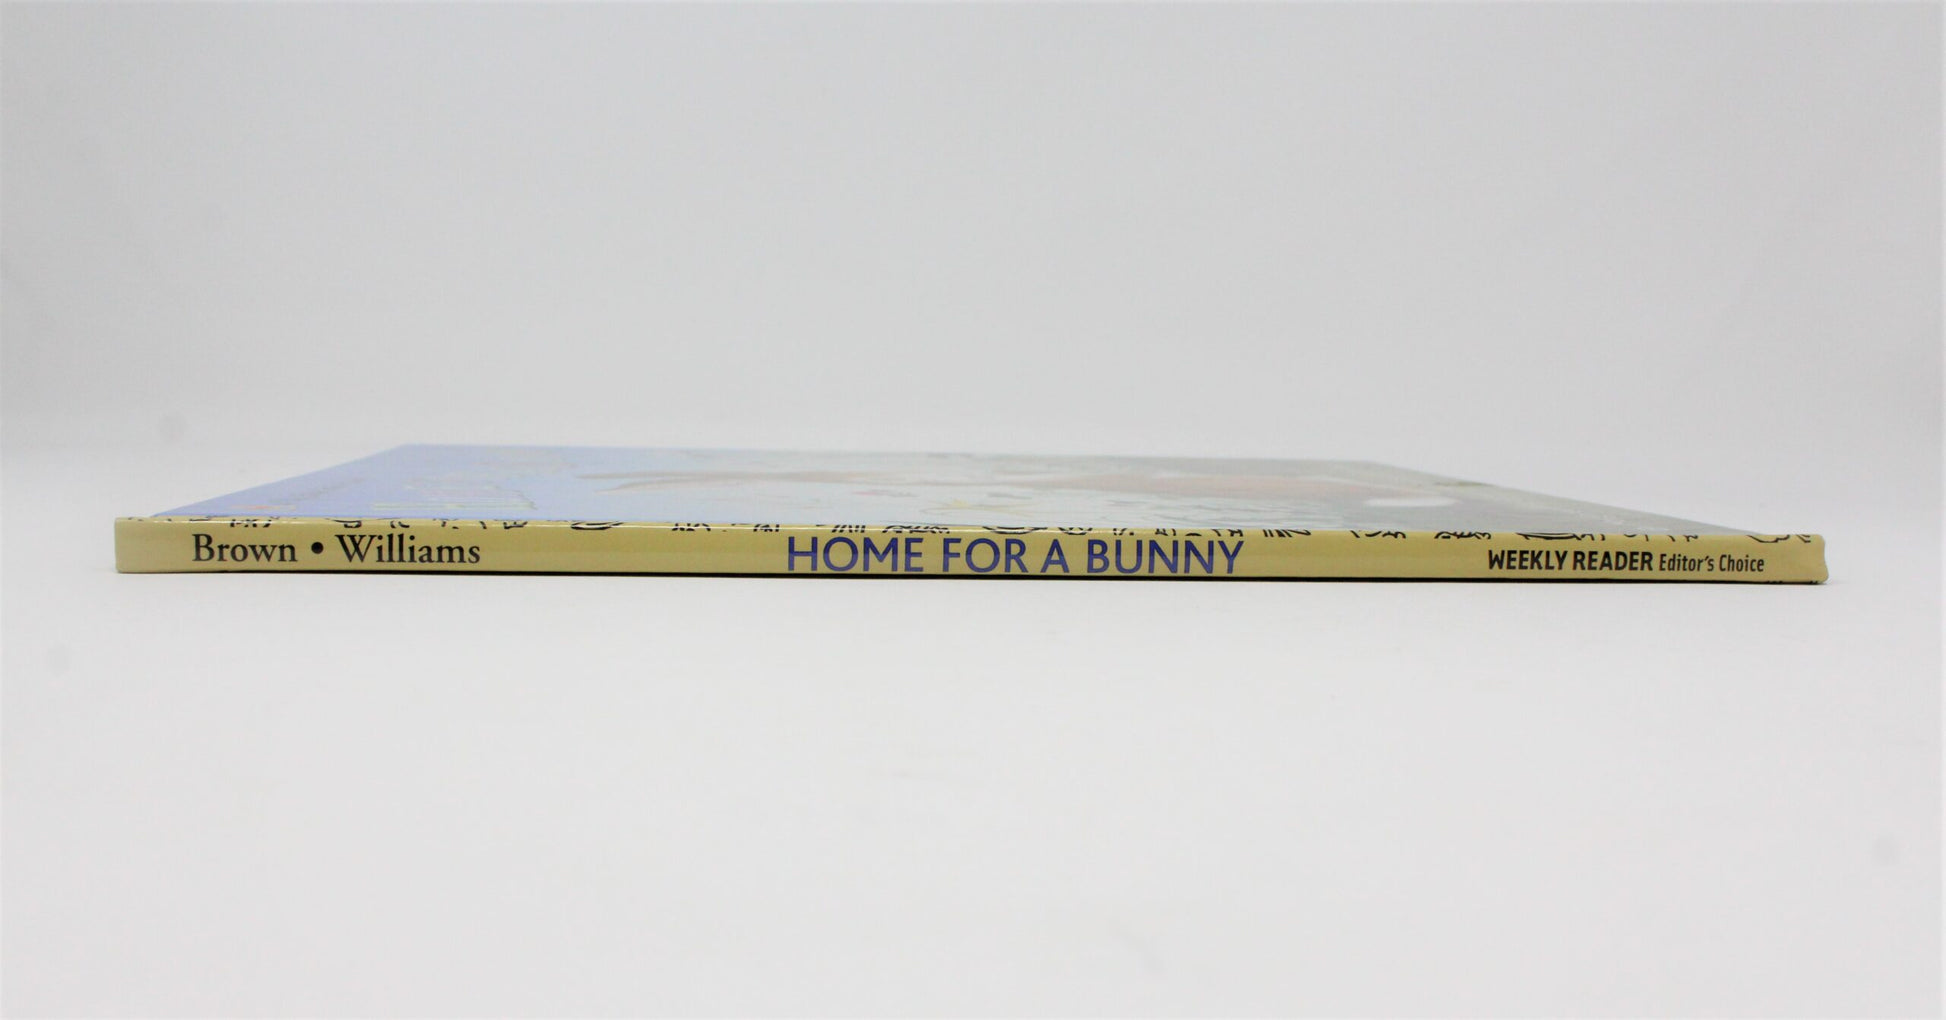 Brown • Williams HOME FOR A BUNNY WEEKLY READER Editor's Choice